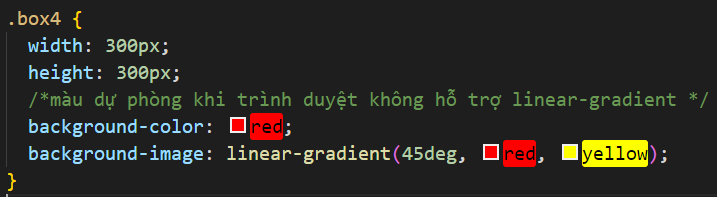 .box4 {
width: 300px;
height: 300px;
/*màu dự phòng khi trình duyệt không hỗ trợ linear-gradient */
background-color: red;
background-image: linear-gradient(45deg, red, yellow);
}